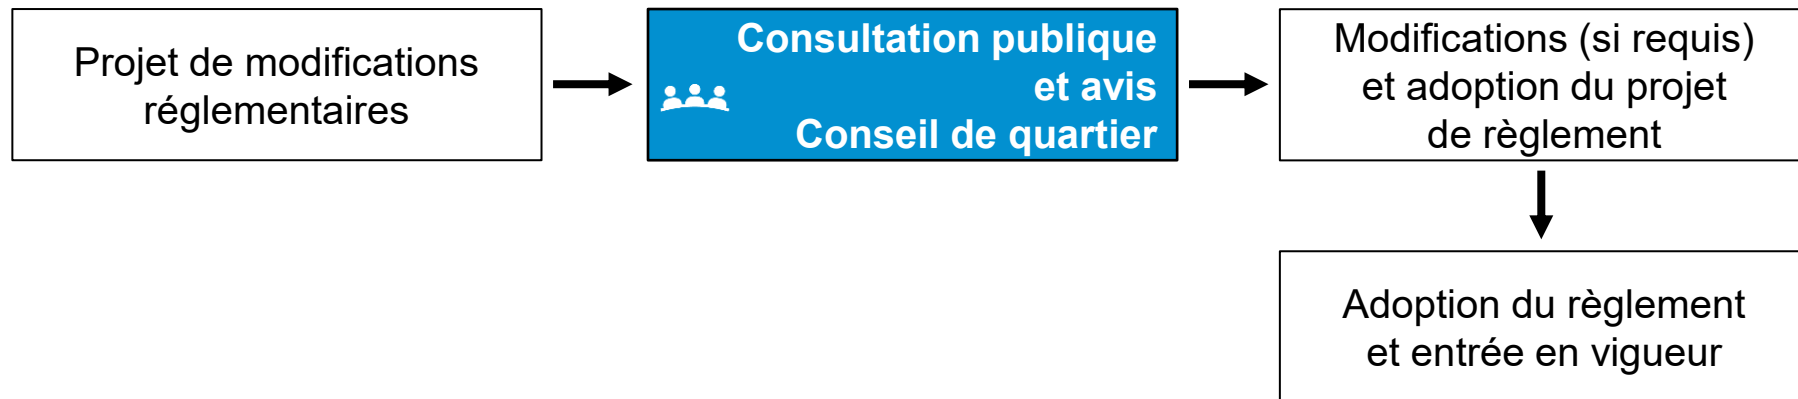 Projet de modifications
réglementaires
Consultation publique
et avis
Conseil de quartier
Modifications (si requis)
et adoption du projet
de règlement
Adoption du règlement
et entrée en vigueur